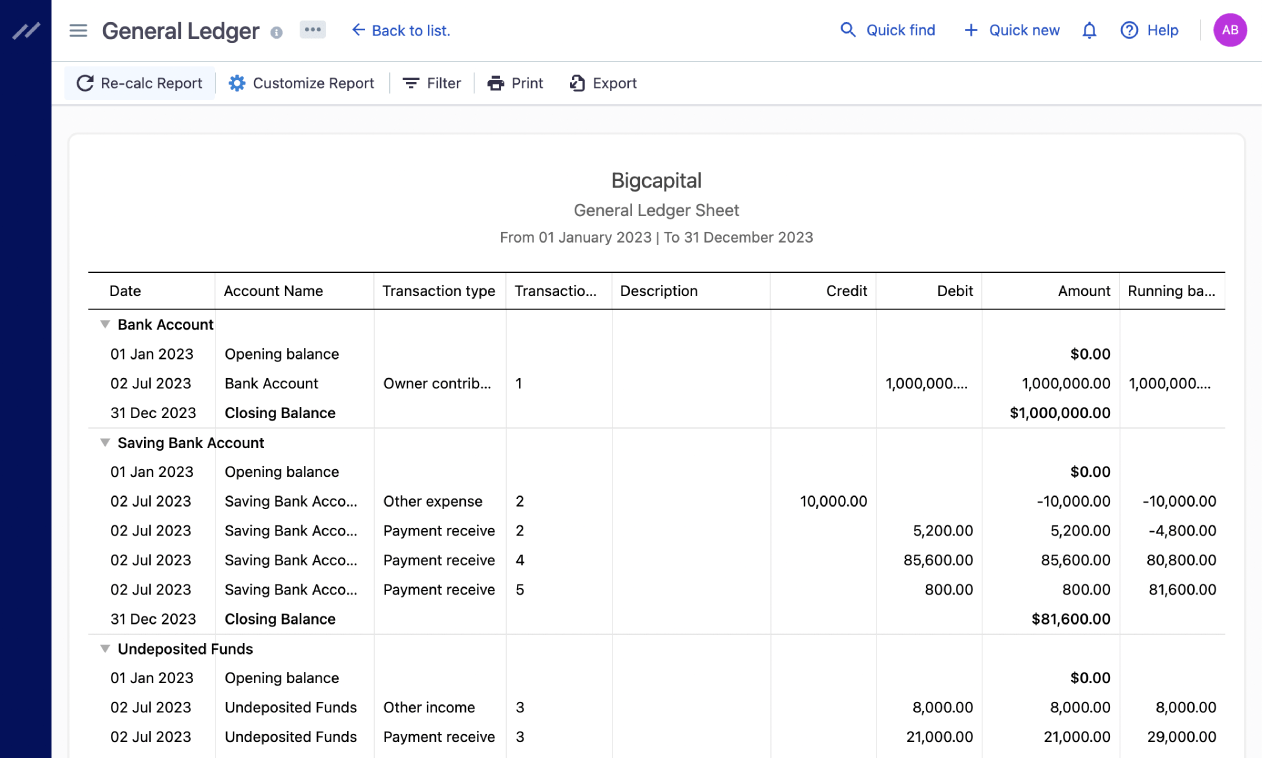 General Ledger ••• Back to list. Quick find Quick new Help AB
Re-calc Report Customize Report Filter Print Export
Bigcapital
General Ledger Sheet
From 01 January 2023 | To 31 December 2023
Date Account Name Transaction type Transactio... Description Credit Debit Amount Running ba...
Bank Account
01 Jan 2023 Opening balance $0.00
02 Jul 2023 Bank Account Owner contrib... 1 1,000,000.... 1,000,000.00 1,000,000....
31 Dec 2023 Closing Balance $1,000,000.00
Saving Bank Account
01 Jan 2023 Opening balance $0.00
02 Jul 2023 Saving Bank Acco... Other expense 2 10,000.00 -10,000.00 -10,000.00
02 Jul 2023 Saving Bank Acco... Payment receive 2 5,200.00 5,200.00 -4,800.00
02 Jul 2023 Saving Bank Acco... Payment receive 4 85,600.00 85,600.00 80,800.00
02 Jul 2023 Saving Bank Acco... Payment receive 5 800.00 800.00 81,600.00
31 Dec 2023 Closing Balance $81,600.00
Undeposited Funds
01 Jan 2023 Opening balance $0.00
02 Jul 2023 Undeposited Funds Other income 3 8,000.00 8,000.00 8,000.00
02 Jul 2023 Undeposited Funds Payment receive 3 21,000.00 21,000.00 29,000.00